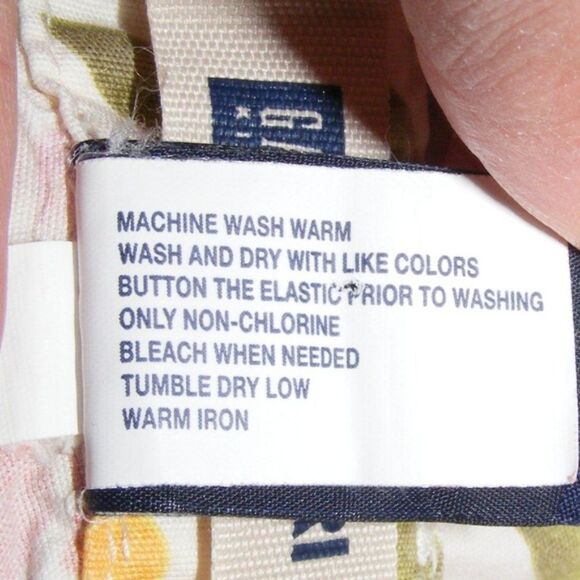 MACHINE WASH WARM
WASH AND DRY WITH LIKE COLORS
BUTTON THE ELASTIC PRIOR TO WASHING
ONLY NON-CHLORINE
BLEACH WHEN NEEDED
TUMBLE DRY LOW
WARM IRON